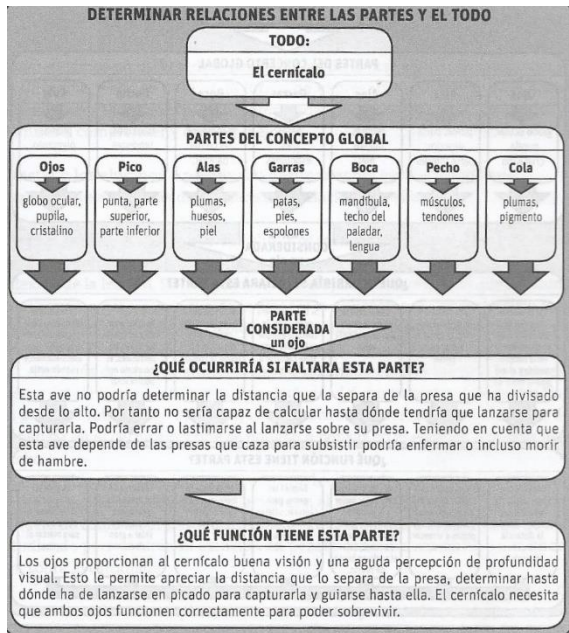 DETERMINAR RELACIONES ENTRE LAS PARTES Y EL TODO
TODO:
El cernícalo
PARTES DEL CONCEPTO GLOBAL
Ojos
globo ocular,
pupila,
cristalino
Pico
punta, parte
superior,
parte inferior
Alas
plumas,
huesos,
piel
Garras
patas,
pies,
espolones
Boca
mandíbula,
techo del
paladar,
lengua
Pecho
músculos,
tendones
Cola
plumas,
pigmento
PARTE
CONSIDERADA
un ojo
¿QUÉ OCURRIRÍA SI FALTARA ESTA PARTE?
Esta ave no podría determinar la distancia que la separa de la presa que ha divisado
desde lo alto. Por tanto no sería capaz de calcular hasta dónde tendría que lanzarse para
capturarla. Podría errar o lastimarse al lanzarse sobre su presa. Teniendo en cuenta que
esta ave depende de las presas que caza para subsistir podría enfermar o incluso morir
de hambre.
¿QUÉ FUNCIÓN TIENE ESTA PARTE?
Los ojos proporcionan al cernícalo buena visión y una aguda percepción de profundidad
visual. Esto le permite apreciar la distancia que lo separa de la presa, determinar hasta
dónde ha de lanzarse en picado para capturarla y guiarse hasta ella. El cernícalo necesita
que ambos ojos funcionen correctamente para poder sobrevivir.